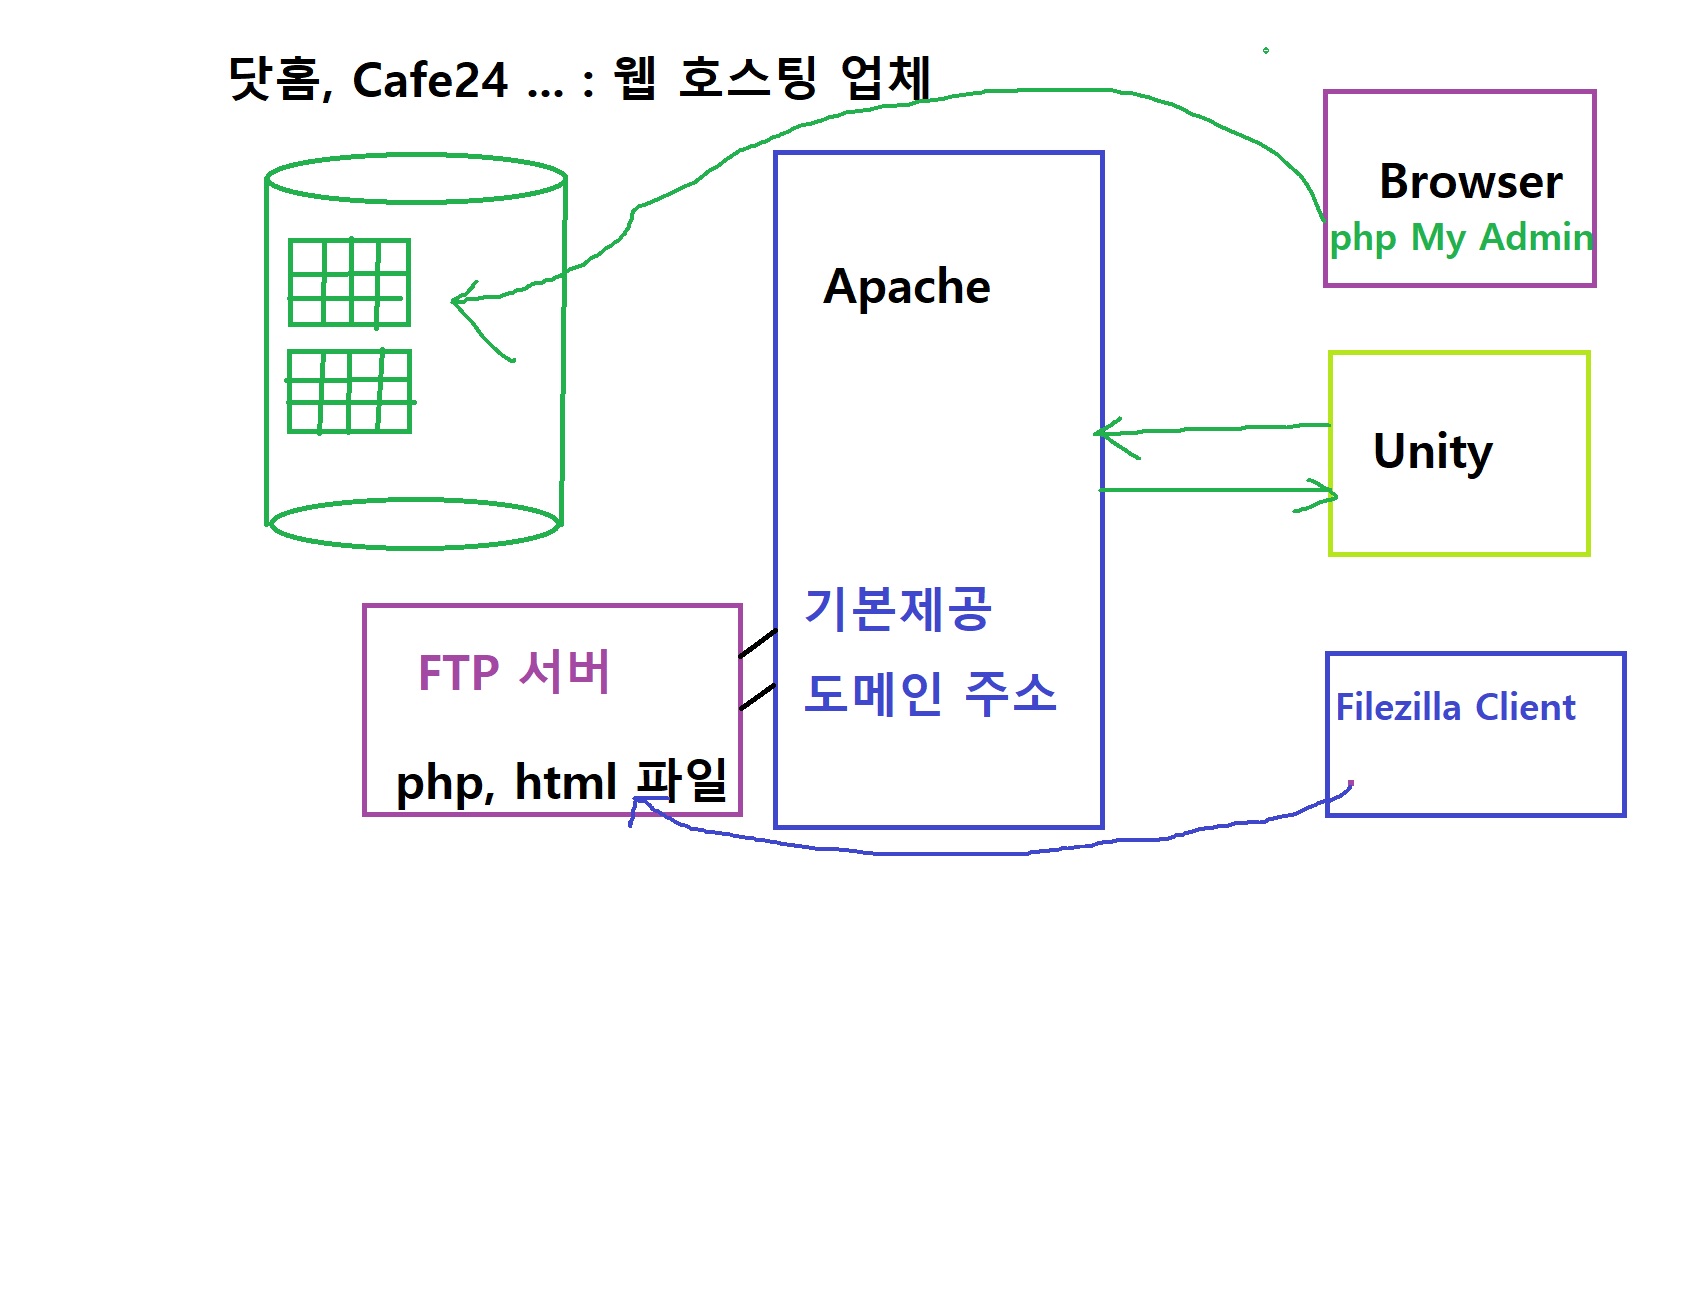 닷홈, Cafe24 ... : 웹 호스팅 업체
Browser
php My Admin
Apache
Unity
기본제공
도메인 주소
FTP 서버
php, html 파일
Filezilla Client